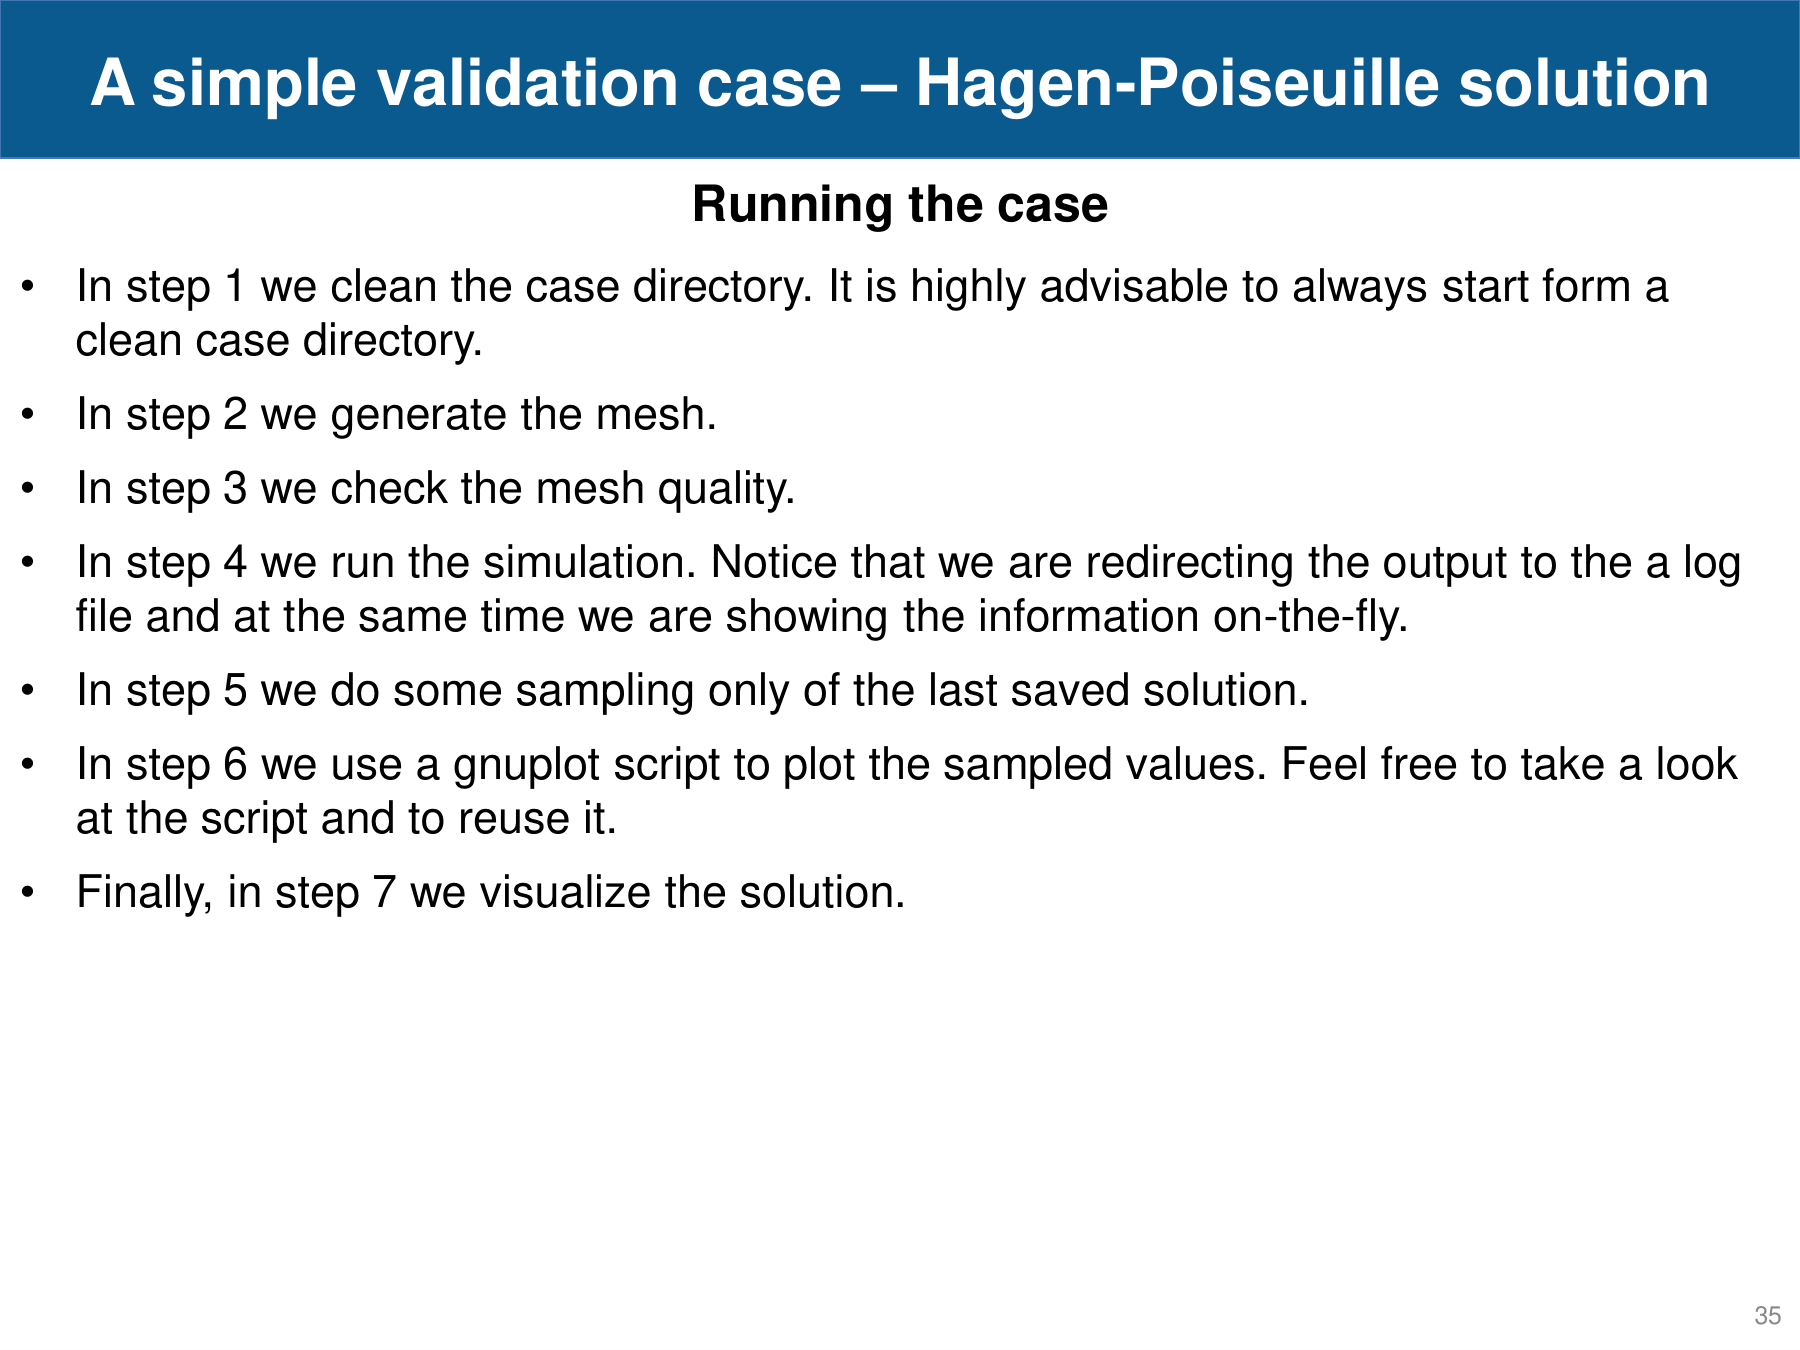 A simple validation case – Hagen-Poiseuille solution
Running the case
• In step 1 we clean the case directory. It is highly advisable to always start form a
clean case directory.
• In step 2 we generate the mesh.
• In step 3 we check the mesh quality.
• In step 4 we run the simulation. Notice that we are redirecting the output to the a log
file and at the same time we are showing the information on-the-fly.
• In step 5 we do some sampling only of the last saved solution.
• In step 6 we use a gnuplot script to plot the sampled values. Feel free to take a look
at the script and to reuse it.
• Finally, in step 7 we visualize the solution.
35